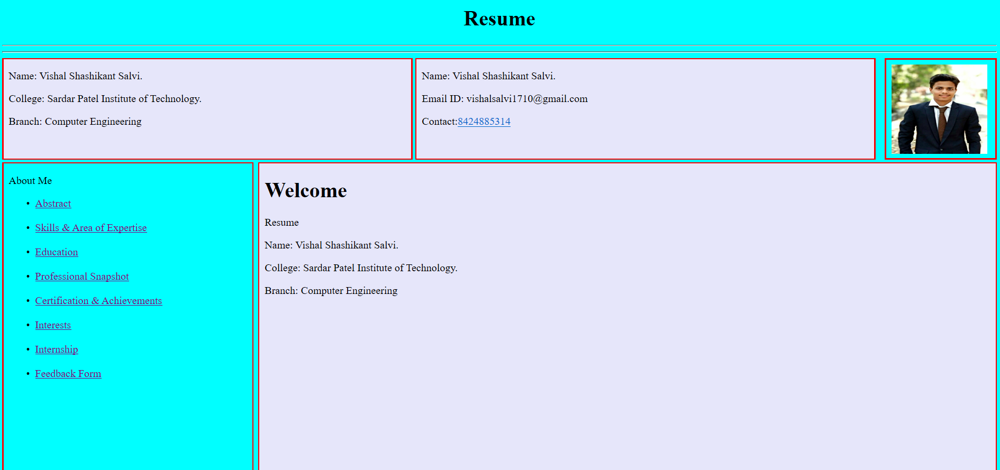 Resume
Name: Vishal Shashikant Salvi.
College: Sardar Patel Institute of Technology.
Branch: Computer Engineering
Name: Vishal Shashikant Salvi.
Email ID: vishalsalvi1710@gmail.com
Contact:8424885314
About Me
• Abstract
• Skills & Area of Expertise
• Education
• Professional Snapshot
• Certification & Achievements
• Interests
• Internship
• Feedback Form
Welcome
Resume
Name: Vishal Shashikant Salvi.
College: Sardar Patel Institute of Technology.
Branch: Computer Engineering